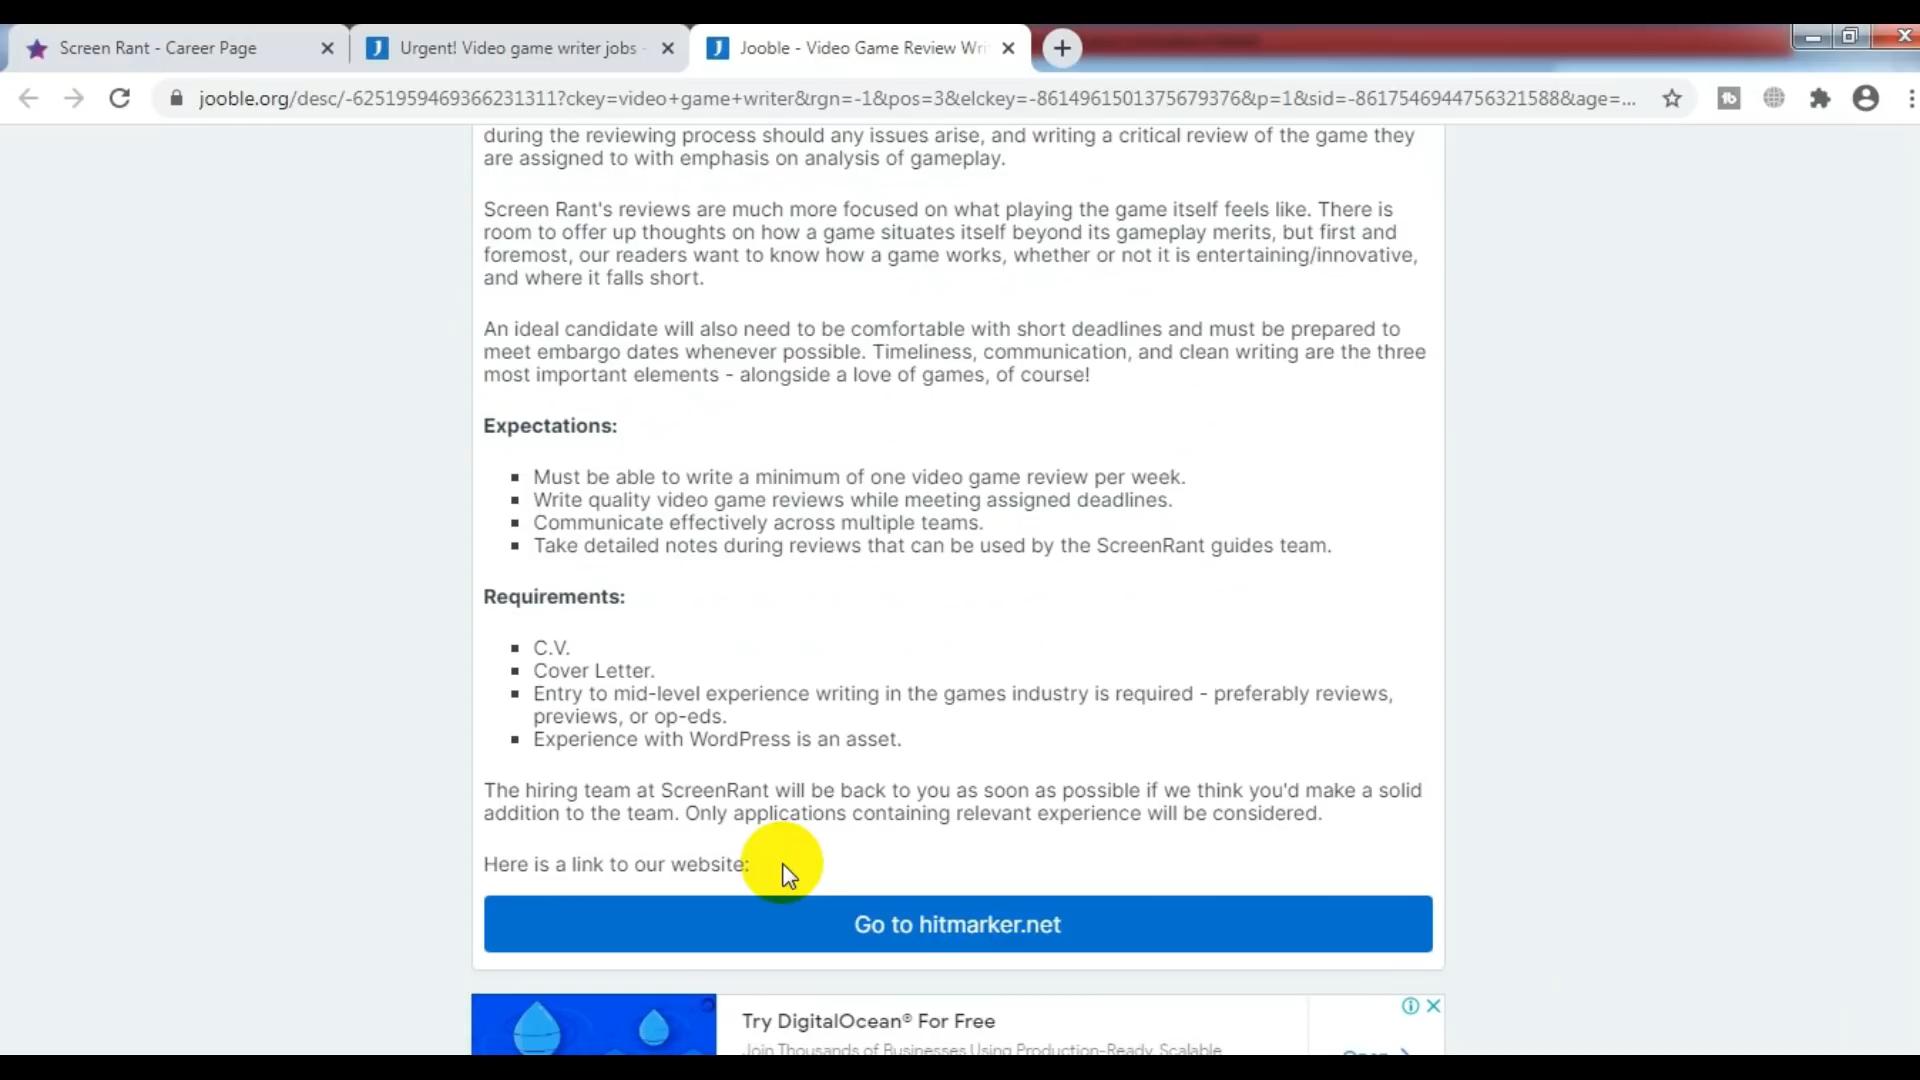 Screen Rant - Career Page
Urgent! Video game writer jobs -
Jooble - Video Game Review Wri
jooble.org/desc/-6251959469366231311?ckey=video+game+writer&rgn=-1&pos=3&elckey=-8614961501375679376&p=1&sid=-8617546944756321588&age=...
during the reviewing process should any issues arise, and writing a critical review of the game they
are assigned to with emphasis on analysis of gameplay.
Screen Rant's reviews are much more focused on what playing the game itself feels like. There is
room to offer up thoughts on how a game situates itself beyond its gameplay merits, but first and
foremost, our readers want to know how a game works, whether or not it is entertaining/innovative,
and where it falls short.
An ideal candidate will also need to be comfortable with short deadlines and must be prepared to
meet embargo dates whenever possible. Timeliness, communication, and clean writing are the three
most important elements - alongside a love of games, of course!
Expectations:
Must be able to write a minimum of one video game review per week.
Write quality video game reviews while meeting assigned deadlines.
Communicate effectively across multiple teams.
Take detailed notes during reviews that can be used by the ScreenRant guides team.
Requirements:
C.V.
Cover Letter.
Entry to mid-level experience writing in the games industry is required - preferably reviews,
previews, or op-eds.
Experience with WordPress is an asset.
The hiring team at ScreenRant will be back to you as soon as possible if we think you'd make a solid
addition to the team. Only applications containing relevant experience will be considered.
Here is a link to our website:
Go to hitmarker.net
Try DigitalOcean® For Free
Join Thousands of Businesses Using Production-Ready, Scalable
Open